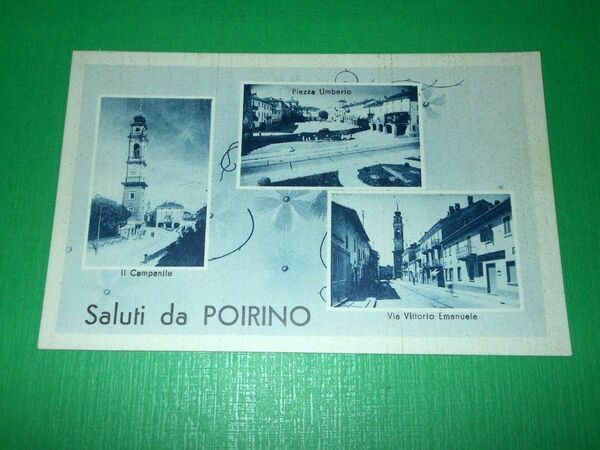 Piazza Umberto
Il Campanile
Via Vittorio Emanuele
Saluti da POIRINO